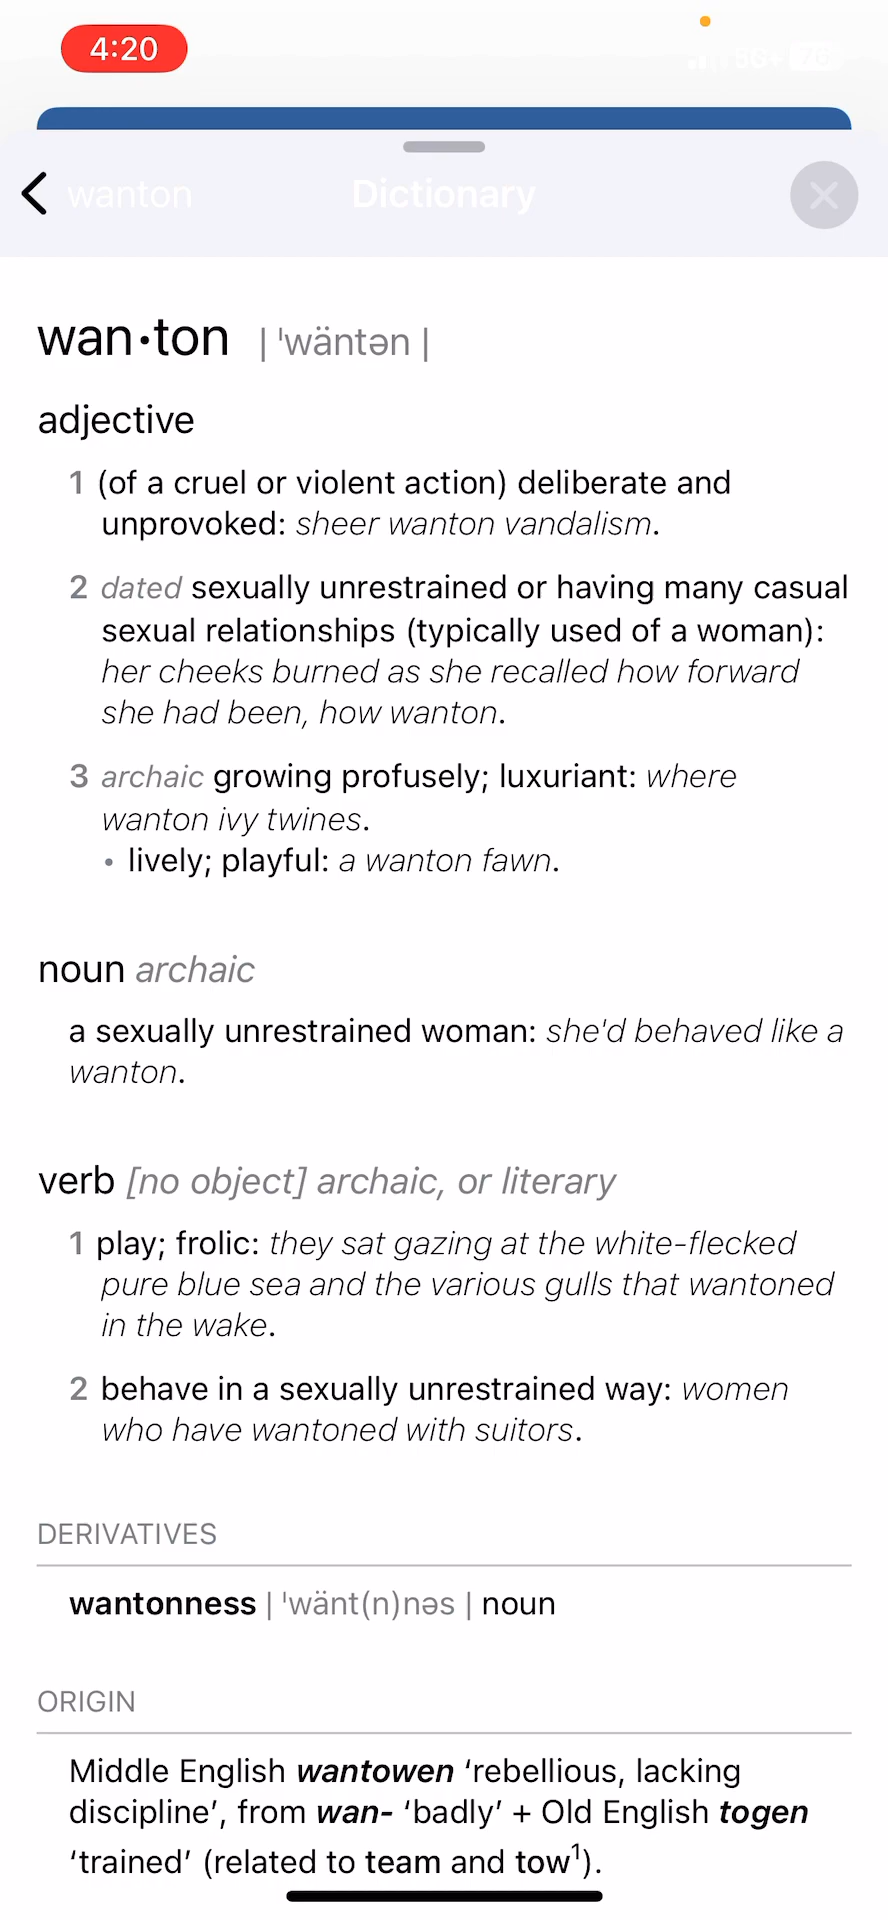 4:20
5G+ 76
wanton Dictionary
wan·ton | ˈwäntən |
adjective
1 (of a cruel or violent action) deliberate and
unprovoked: sheer wanton vandalism.
2 dated sexually unrestrained or having many casual
sexual relationships (typically used of a woman):
her cheeks burned as she recalled how forward
she had been, how wanton.
3 archaic growing profusely; luxuriant: where
wanton ivy twines.
• lively; playful: a wanton fawn.
noun archaic
a sexually unrestrained woman: she'd behaved like a
wanton.
verb [no object] archaic, or literary
1 play; frolic: they sat gazing at the white-flecked
pure blue sea and the various gulls that wantoned
in the wake.
2 behave in a sexually unrestrained way: women
who have wantoned with suitors.
DERIVATIVES
wantonness | ˈwänt(n)nəs | noun
ORIGIN
Middle English wantowen ‘rebellious, lacking
discipline’, from wan- ‘badly’ + Old English togen
‘trained’ (related to team and tow¹).